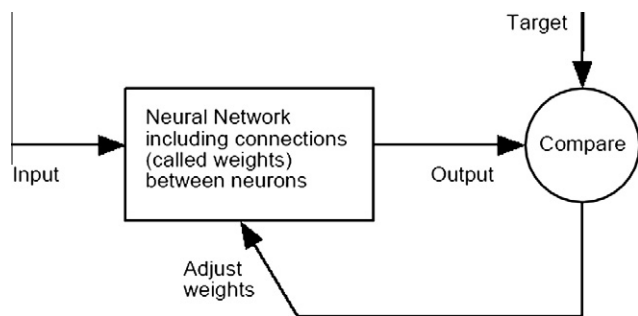 Target
Neural Network
including connections
(called weights)
between neurons
Compare
Input
Output
Adjust
weights